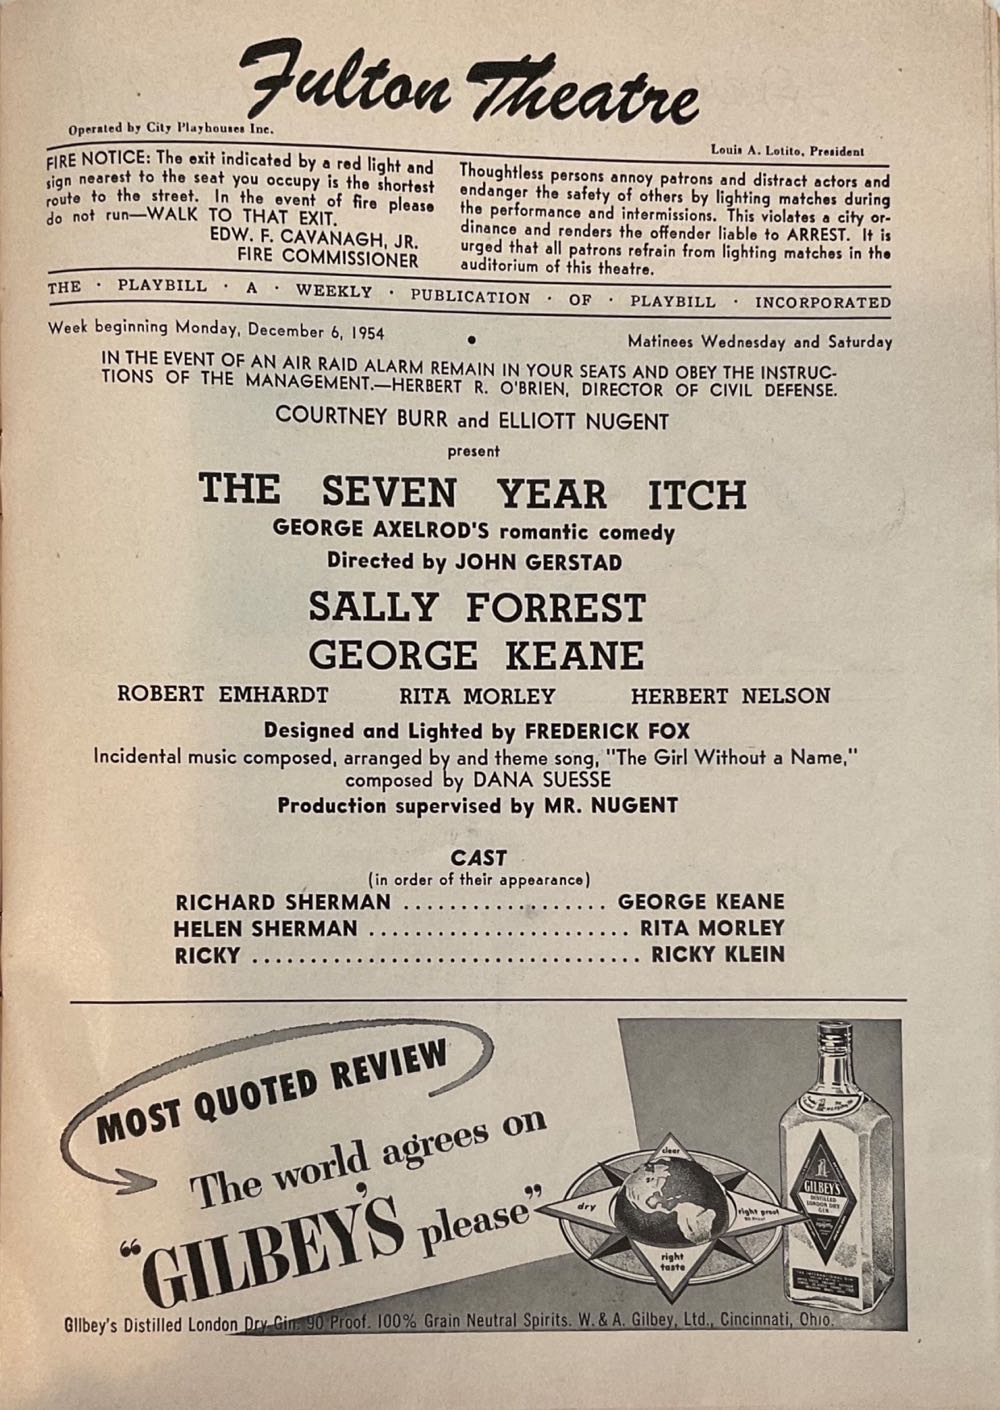 Fulton Theatre
Operated by City Playhouses Inc.
Louis A. Lotito, President
FIRE NOTICE: The exit indicated by a red light and
sign nearest to the seat you occupy is the shortest
route to the street. In the event of fire please
do not run—WALK TO THAT EXIT.
EDW. F. CAVANAGH, JR.
FIRE COMMISSIONER
Thoughtless persons annoy patrons and distract actors and
endanger the safety of others by lighting matches during
the performance and intermissions. This violates a city or-
dinance and renders the offender liable to ARREST. It is
urged that all patrons refrain from lighting matches in the
auditorium of this theatre.
THE · PLAYBILL · A · WEEKLY · PUBLICATION · OF · PLAYBILL · INCORPORATED
Week beginning Monday, December 6, 1954 • Matinees Wednesday and Saturday
IN THE EVENT OF AN AIR RAID ALARM REMAIN IN YOUR SEATS AND OBEY THE INSTRUC-
TIONS OF THE MANAGEMENT.—HERBERT R. O'BRIEN, DIRECTOR OF CIVIL DEFENSE.
COURTNEY BURR and ELLIOTT NUGENT
present
THE SEVEN YEAR ITCH
GEORGE AXELROD'S romantic comedy
Directed by JOHN GERSTAD
SALLY FORREST
GEORGE KEANE
ROBERT EMHARDT RITA MORLEY HERBERT NELSON
Designed and Lighted by FREDERICK FOX
Incidental music composed, arranged by and theme song, "The Girl Without a Name,"
composed by DANA SUESSE
Production supervised by MR. NUGENT
CAST
(in order of their appearance)
RICHARD SHERMAN .................. GEORGE KEANE
HELEN SHERMAN ....................... RITA MORLEY
RICKY .................................. RICKY KLEIN
MOST QUOTED REVIEW
The world agrees on
"GILBEY'S please"
clear
dry
right proof
90 Proof
right
taste
GILBEY'S
DISTILLED
LONDON DRY
GIN
Gilbey's Distilled London Dry Gin. 90 Proof. 100% Grain Neutral Spirits. W. & A. Gilbey, Ltd., Cincinnati, Ohio.